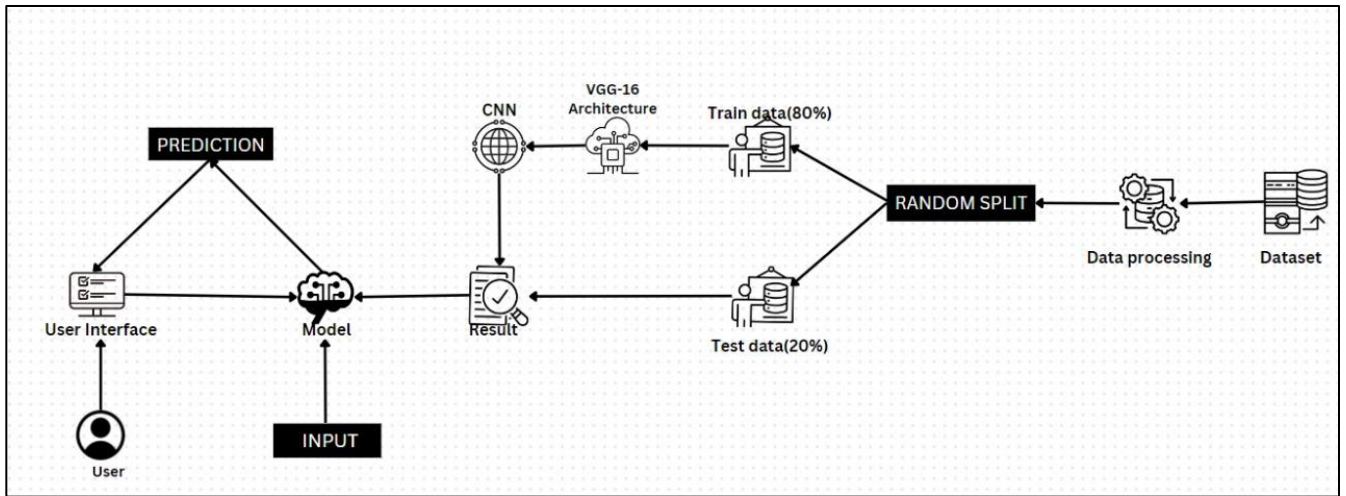 VGG-16
Architecture
CNN
Train data(80%)
PREDICTION
RANDOM SPLIT
Data processing
Dataset
User Interface
Model
Result
Test data(20%)
INPUT
User